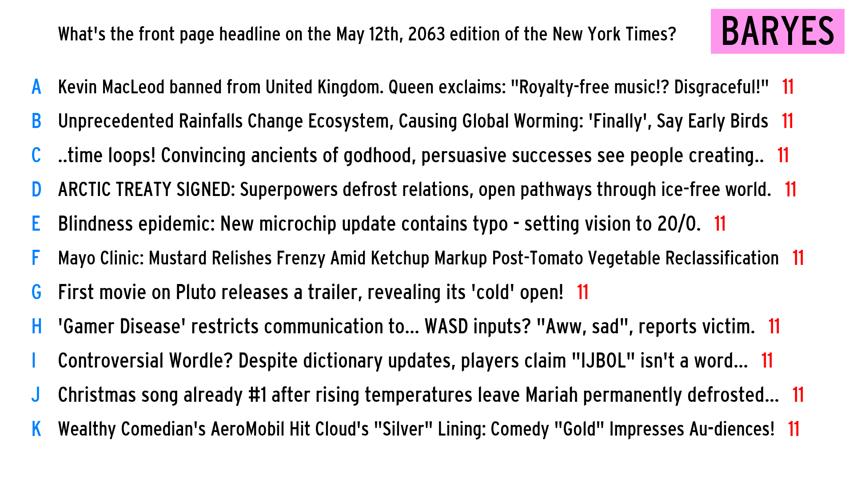 What's the front page headline on the May 12th, 2063 edition of the New York Times?
BARYES
A Kevin MacLeod banned from United Kingdom. Queen exclaims: "Royalty-free music!? Disgraceful!" 11
B Unprecedented Rainfalls Change Ecosystem, Causing Global Worming: 'Finally', Say Early Birds 11
C ..time loops! Convincing ancients of godhood, persuasive successes see people creating.. 11
D ARCTIC TREATY SIGNED: Superpowers defrost relations, open pathways through ice-free world. 11
E Blindness epidemic: New microchip update contains typo - setting vision to 20/0. 11
F Mayo Clinic: Mustard Relishes Frenzy Amid Ketchup Markup Post-Tomato Vegetable Reclassification 11
G First movie on Pluto releases a trailer, revealing its 'cold' open! 11
H 'Gamer Disease' restricts communication to... WASD inputs? "Aww, sad", reports victim. 11
I Controversial Wordle? Despite dictionary updates, players claim "IJBOL" isn't a word... 11
J Christmas song already #1 after rising temperatures leave Mariah permanently defrosted... 11
K Wealthy Comedian's AeroMobil Hit Cloud's "Silver" Lining: Comedy "Gold" Impresses Au-diences! 11